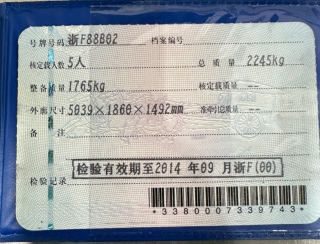 号牌号码 浙F88B02 档案编号
核定载人数 5人 总质量 2245kg
整备质量 1765kg 核定载质量 --
外廓尺寸 5039×1860×1492mm 准牵引总质量 --
备注
检验有效期至2014年09月浙F(00)
检验记录
*3380007339743*